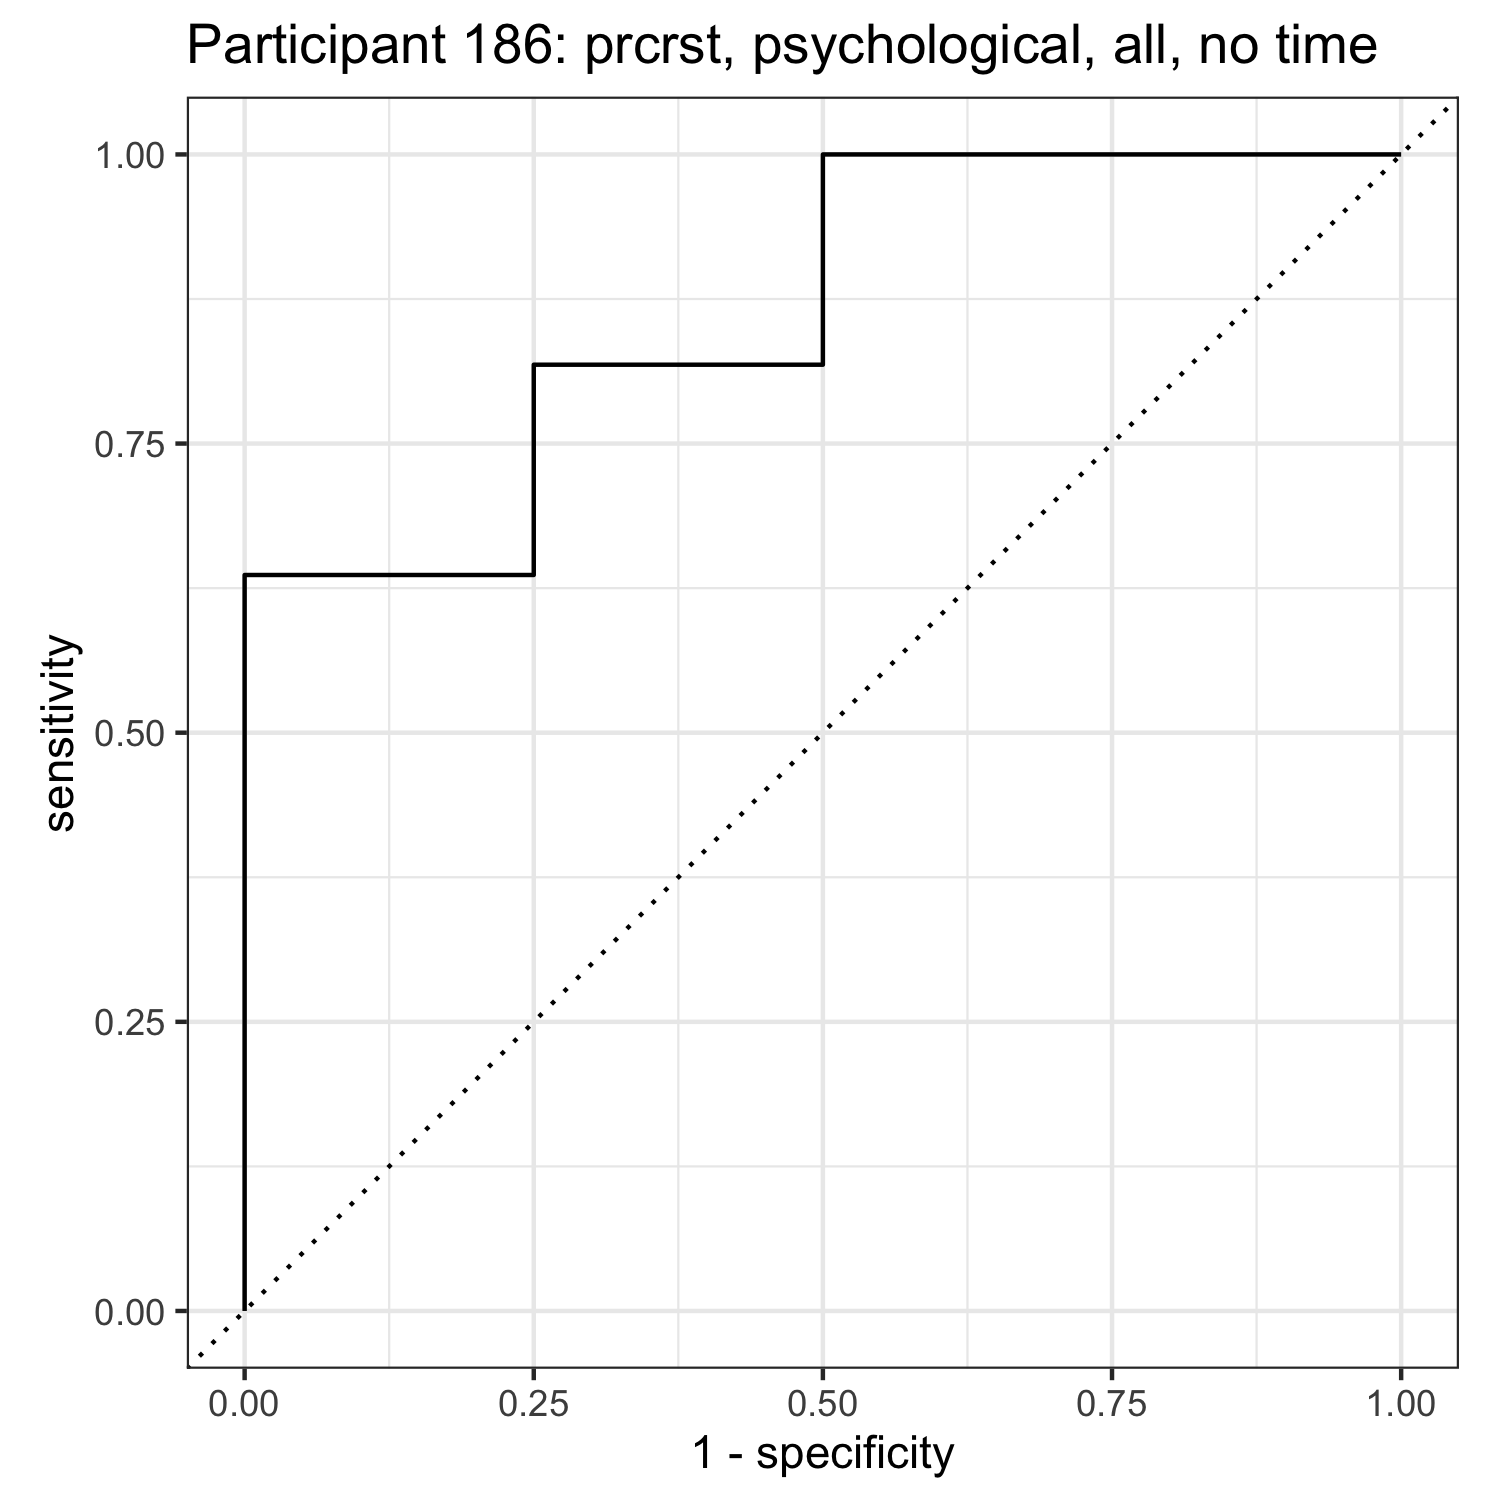 Participant 186: prcrst, psychological, all, no time
1.00
0.75
0.50
0.25
0.00
sensitivity
0.00 0.25 0.50 0.75 1.00
1 - specificity